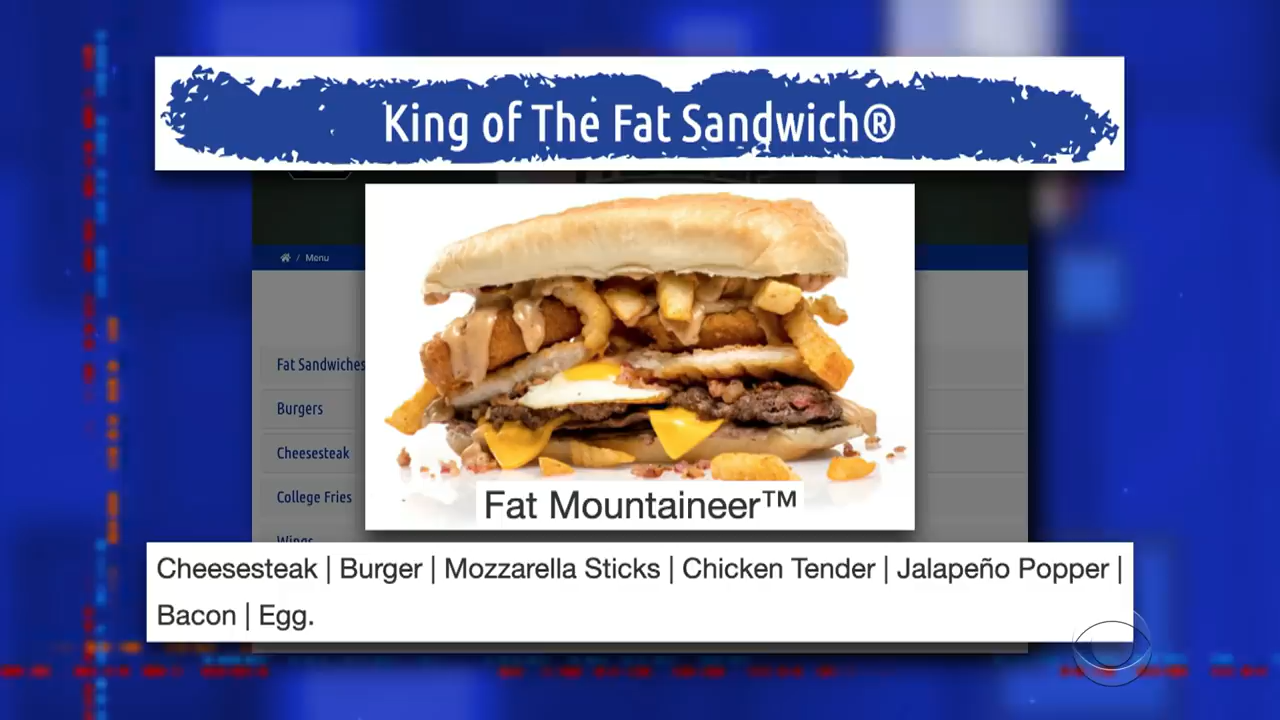 King of The Fat Sandwich®
/ Menu
Fat Sandwiches
Burgers
Cheesesteak
College Fries
Wings
Fat Mountaineer™
Cheesesteak | Burger | Mozzarella Sticks | Chicken Tender | Jalapeño Popper |
Bacon | Egg.